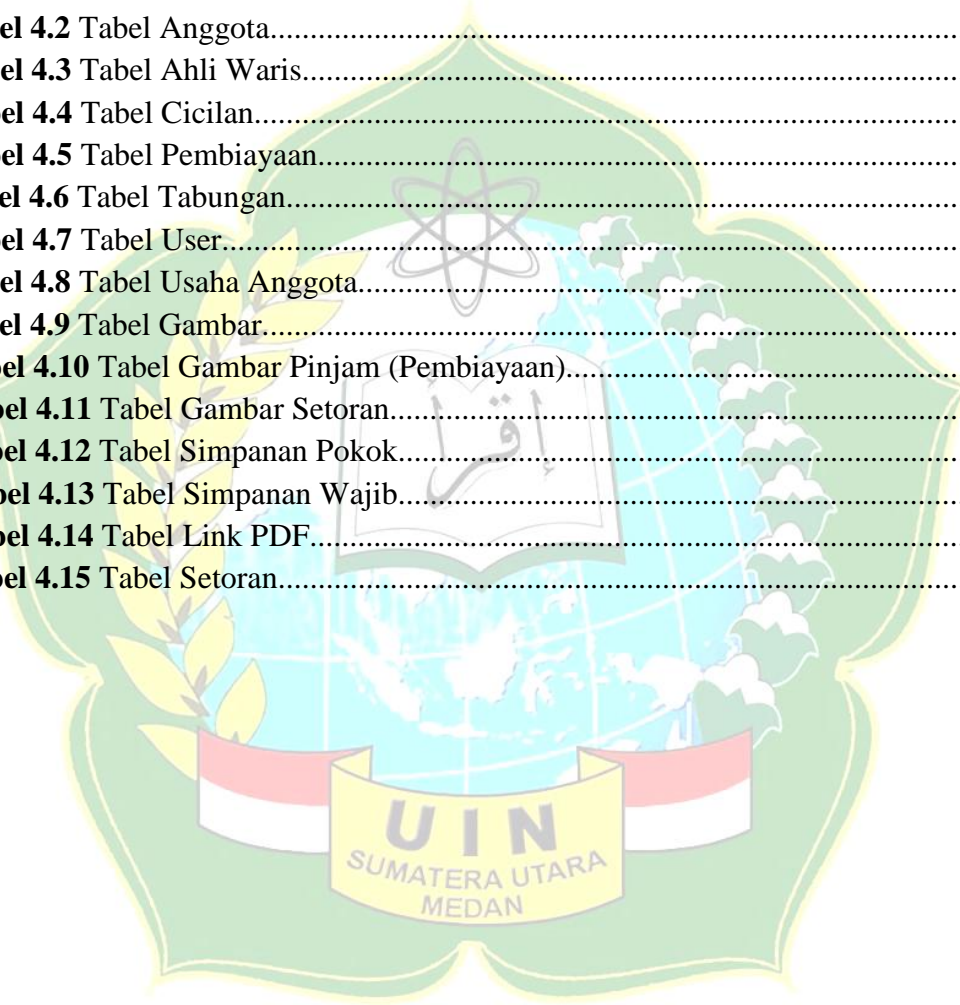 el 4.2 Tabel Anggota
el 4.3 Tabel Ahli Waris
el 4.4 Tabel Cicilan
el 4.5 Tabel Pembiayaan
el 4.6 Tabel Tabungan
el 4.7 Tabel User
el 4.8 Tabel Usaha Anggota
el 4.9 Tabel Gambar
bel 4.10 Tabel Gambar Pinjam (Pembiayaan)
bel 4.11 Tabel Gambar Setoran
bel 4.12 Tabel Simpanan Pokok
bel 4.13 Tabel Simpanan Wajib
bel 4.14 Tabel Link PDF
bel 4.15 Tabel Setoran
إقرأ
UIN
SUMATERA UTARA
MEDAN